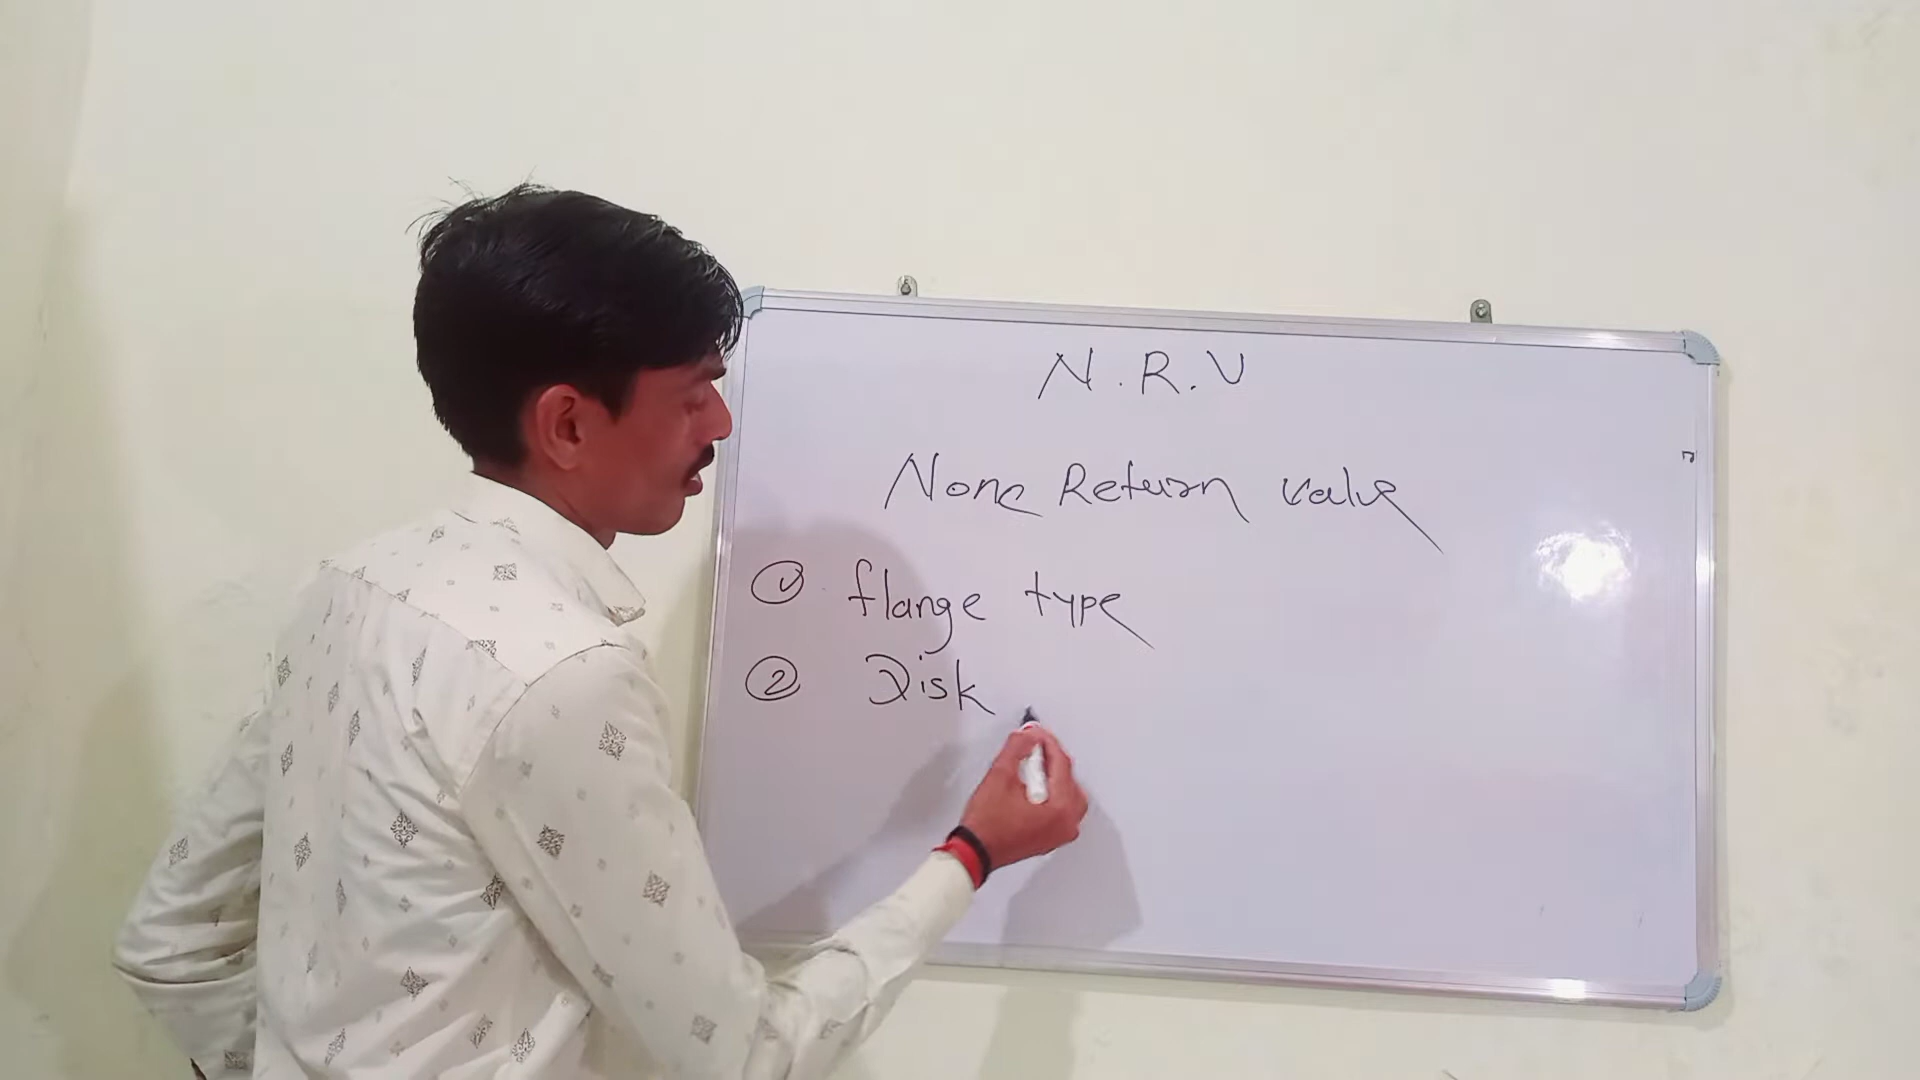 N.R.V
None Return valve
① flange type
② Disk